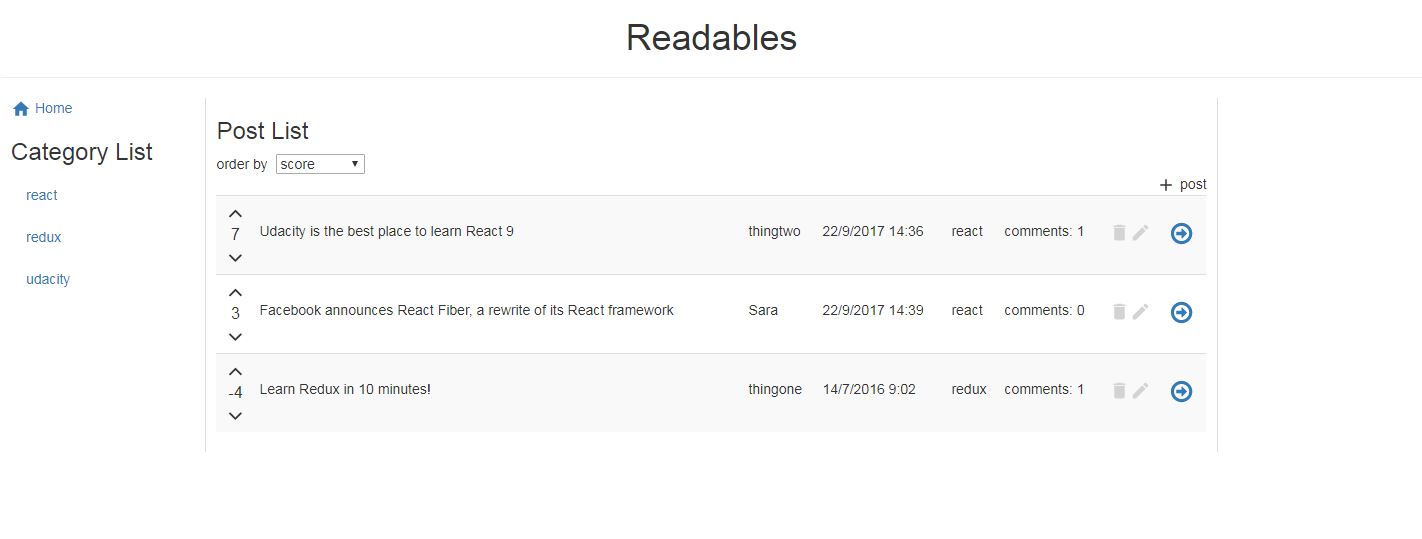 Readables
Home
Category List
react
redux
udacity
Post List
order by score
+ post
7 Udacity is the best place to learn React 9 thingtwo 22/9/2017 14:36 react comments: 1
3 Facebook announces React Fiber, a rewrite of its React framework Sara 22/9/2017 14:39 react comments: 0
-4 Learn Redux in 10 minutes! thingone 14/7/2016 9:02 redux comments: 1